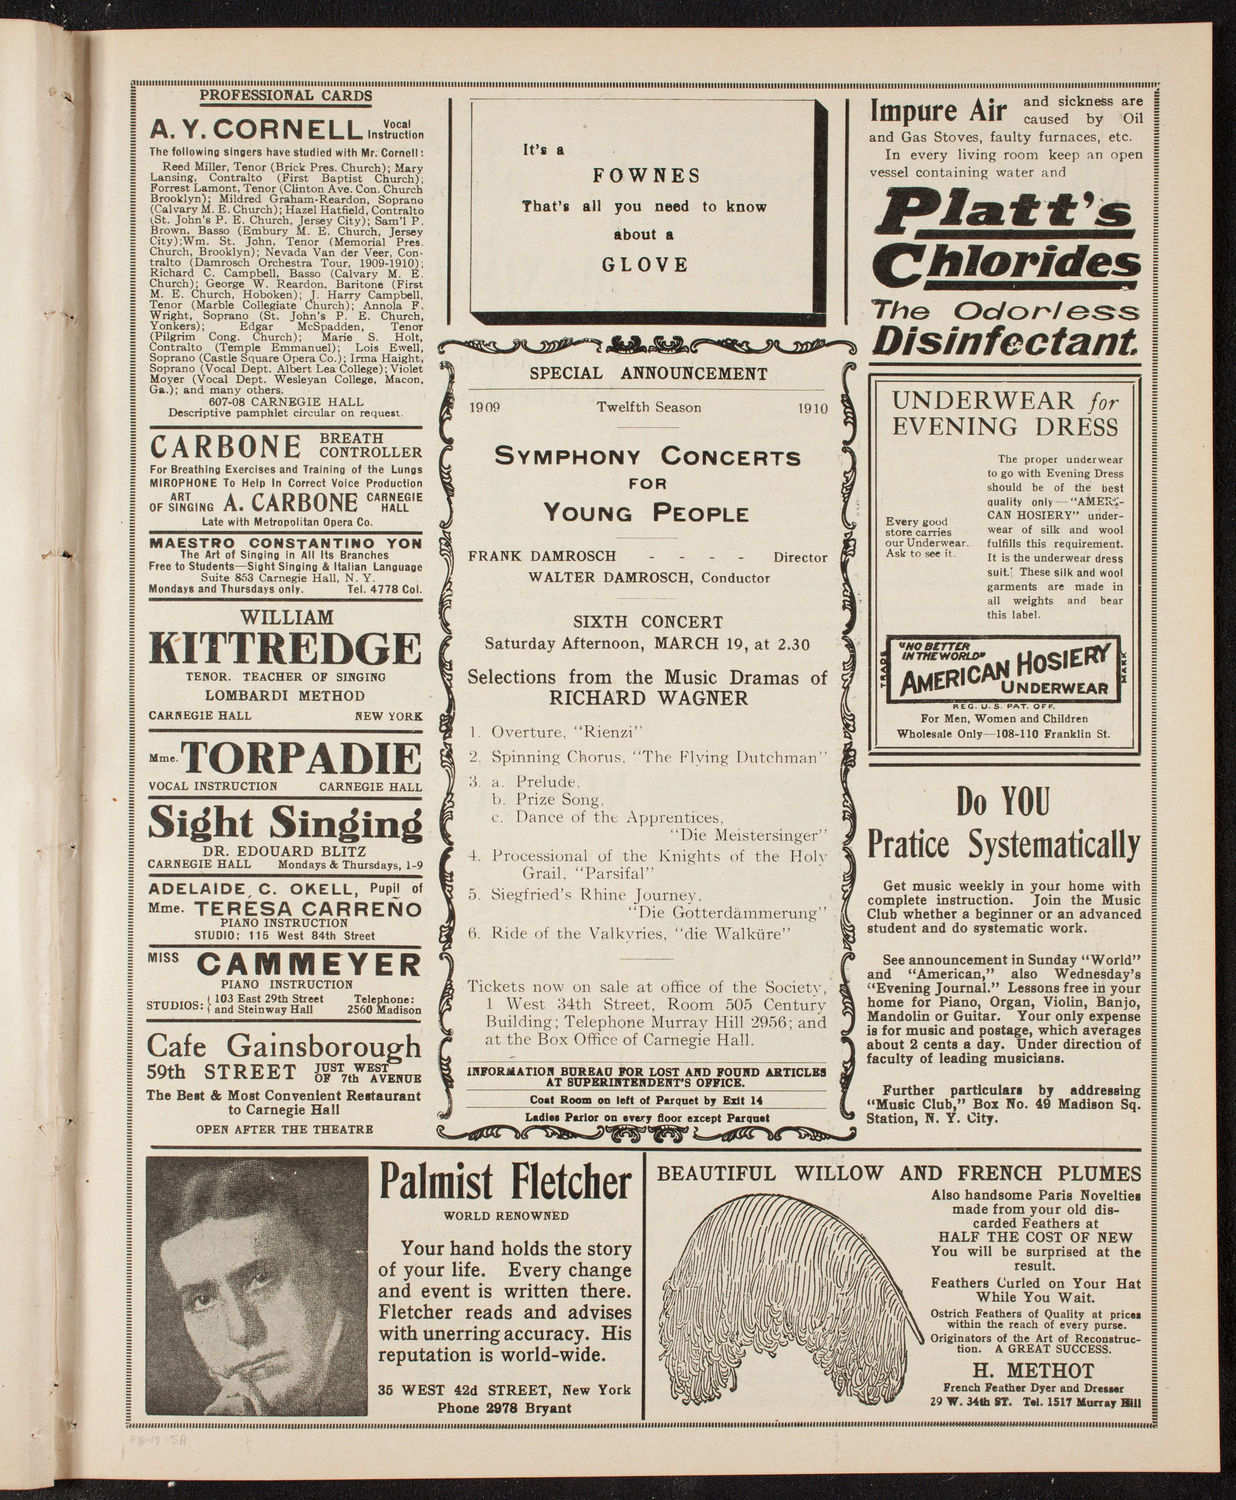 PROFESSIONAL CARDS
A. Y. CORNELL Vocal Instruction
The following singers have studied with Mr. Cornell:
Reed Miller, Tenor (Brick Pres. Church); Mary
Lansing, Contralto (First Baptist Church);
Forrest Lamont, Tenor (Clinton Ave. Con. Church
Brooklyn); Mildred Graham-Reardon, Soprano
(Calvary M. E. Church); Hazel Hatfield, Contralto
(St. John's P. E. Church, Jersey City); Sam'l P.
Brown, Basso (Embury M. E. Church, Jersey
City); Wm. St. John, Tenor (Memorial Pres.
Church, Brooklyn); Nevada Van der Veer, Con-
tralto (Damrosch Orchestra Tour, 1909-1910);
Richard C. Campbell, Basso (Calvary M. E.
Church); George W. Reardon, Baritone (First
M. E. Church, Hoboken); J. Harry Campbell,
Tenor (Marble Collegiate Church); Annola F.
Wright, Soprano (St. John's P. E. Church,
Yonkers); Edgar McSpadden, Tenor
(Pilgrim Cong. Church); Marie S. Holt,
Contralto (Temple Emmanuel); Lois Ewell,
Soprano (Castle Square Opera Co.); Irma Haight,
Soprano (Vocal Dept. Albert Lea College); Violet
Moyer (Vocal Dept. Wesleyan College, Macon,
Ga.); and many others.
607-08 CARNEGIE HALL
Descriptive pamphlet circular on request.
CARBONE BREATH CONTROLLER
For Breathing Exercises and Training of the Lungs
MIROPHONE To Help In Correct Voice Production
ART OF SINGING A. CARBONE CARNEGIE HALL
Late with Metropolitan Opera Co.
MAESTRO CONSTANTINO YON
The Art of Singing in All Its Branches
Free to Students—Sight Singing & Italian Language
Suite 853 Carnegie Hall, N. Y.
Mondays and Thursdays only. Tel. 4778 Col.
WILLIAM
KITTREDGE
TENOR. TEACHER OF SINGING
LOMBARDI METHOD
CARNEGIE HALL NEW YORK
Mme. TORPADIE
VOCAL INSTRUCTION CARNEGIE HALL
Sight Singing
DR. EDOUARD BLITZ
CARNEGIE HALL Mondays & Thursdays, 1-9
ADELAIDE C. OKELL, Pupil of
Mme. TERESA CARREÑO
PIANO INSTRUCTION
STUDIO: 115 West 84th Street
MISS CAMMEYER
PIANO INSTRUCTION
STUDIOS: { 103 East 29th Street Telephone:
and Steinway Hall 2560 Madison
Cafe Gainsborough
59th STREET JUST WEST OF 7th AVENUE
The Best & Most Convenient Restaurant
to Carnegie Hall
OPEN AFTER THE THEATRE
It's a
FOWNES
That's all you need to know
about a
GLOVE
SPECIAL ANNOUNCEMENT
1909 Twelfth Season 1910
SYMPHONY CONCERTS
FOR
YOUNG PEOPLE
FRANK DAMROSCH - - - - Director
WALTER DAMROSCH, Conductor
SIXTH CONCERT
Saturday Afternoon, MARCH 19, at 2.30
Selections from the Music Dramas of
RICHARD WAGNER
1. Overture, "Rienzi"
2. Spinning Chorus, "The Flying Dutchman"
3. a. Prelude,
b. Prize Song,
c. Dance of the Apprentices,
"Die Meistersinger"
4. Processional of the Knights of the Holy
Grail, "Parsifal"
5. Siegfried's Rhine Journey,
"Die Gotterdämmerung"
6. Ride of the Valkyries, "die Walküre"
Tickets now on sale at office of the Society,
1 West 34th Street, Room 505 Century
Building; Telephone Murray Hill 2956; and
at the Box Office of Carnegie Hall.
INFORMATION BUREAU FOR LOST AND FOUND ARTICLES
AT SUPERINTENDENT'S OFFICE.
Coat Room on left of Parquet by Exit 14
Ladies Parlor on every floor except Parquet
Impure Air and sickness are
caused by Oil
and Gas Stoves, faulty furnaces, etc.
In every living room keep an open
vessel containing water and
Platt's
Chlorides
The Odorless
Disinfectant.
UNDERWEAR for
EVENING DRESS
Every good
store carries
our Underwear.
Ask to see it.
The proper underwear
to go with Evening Dress
should be of the best
quality only—"AMERI-
CAN HOSIERY" under-
wear of silk and wool
fulfills this requirement.
It is the underwear dress
suit. These silk and wool
garments are made in
all weights and bear
this label.
TRADE MARK
"NO BETTER
IN THE WORLD"
AMERICAN HOSIERY
UNDERWEAR
REG. U. S. PAT. OFF.
For Men, Women and Children
Wholesale Only—108-110 Franklin St.
Do YOU
Pratice Systematically
Get music weekly in your home with
complete instruction. Join the Music
Club whether a beginner or an advanced
student and do systematic work.
See announcement in Sunday "World"
and "American," also Wednesday's
"Evening Journal." Lessons free in your
home for Piano, Organ, Violin, Banjo,
Mandolin or Guitar. Your only expense
is for music and postage, which averages
about 2 cents a day. Under direction of
faculty of leading musicians.
Further particulars by addressing
"Music Club," Box No. 49 Madison Sq.
Station, N. Y. City.
Palmist Fletcher
WORLD RENOWNED
Your hand holds the story
of your life. Every change
and event is written there.
Fletcher reads and advises
with unerring accuracy. His
reputation is world-wide.
35 WEST 42d STREET, New York
Phone 2978 Bryant
BEAUTIFUL WILLOW AND FRENCH PLUMES
Also handsome Paris Novelties
made from your old dis-
carded Feathers at
HALF THE COST OF NEW
You will be surprised at the
result.
Feathers Curled on Your Hat
While You Wait.
Ostrich Feathers of Quality at prices
within the reach of every purse.
Originators of the Art of Reconstruc-
tion. A GREAT SUCCESS.
H. METHOT
French Feather Dyer and Dresser
29 W. 34th ST. Tel. 1517 Murray Hill